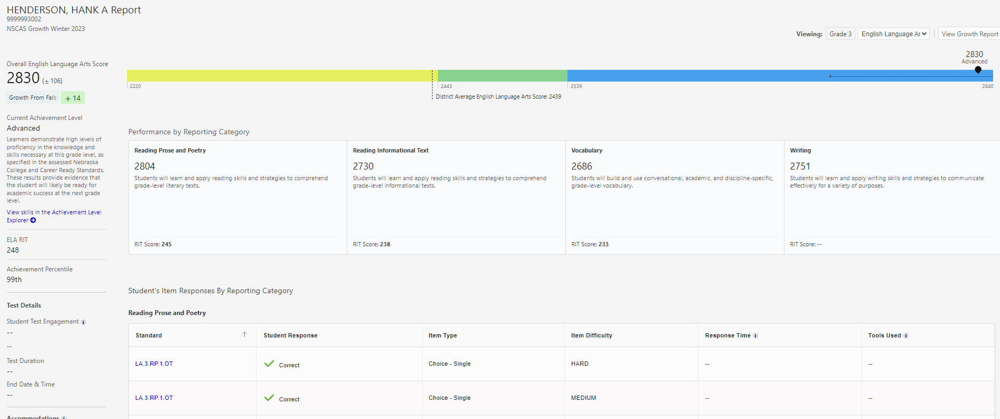 HENDERSON, HANK A Report
9999993002
NSCAS Growth Winter 2023
Viewing: Grade 3 English Language Ar View Growth Report
Overall English Language Arts Score
2830 (± 106)
Growth From Fall: + 14
2830
Advanced
2220 2443 2536 2840
District Average English Language Arts Score: 2439
Current Achievement Level
Advanced
Learners demonstrate high levels of
proficiency in the knowledge and
skills necessary at this grade level, as
specified in the assessed Nebraska
College and Career Ready Standards.
These results provide evidence that
the student will likely be ready for
academic success at the next grade
level.
View skills in the Achievement Level
Explorer
ELA RIT
248
Achievement Percentile
99th
Test Details
Student Test Engagement i
--
--
Test Duration
--
End Date & Time
--
Accommodations i
Performance by Reporting Category
Reading Prose and Poetry
2804
Students will learn and apply reading skills and strategies to comprehend
grade-level literary texts.
RIT Score: 245
Reading Informational Text
2730
Students will learn and apply reading skills and strategies to comprehend
grade-level informational texts.
RIT Score: 238
Vocabulary
2686
Students will build and use conversational, academic, and discipline-specific,
grade-level vocabulary.
RIT Score: 233
Writing
2751
Students will learn and apply writing skills and strategies to communicate
effectively for a variety of purposes.
RIT Score: --
Student's Item Responses By Reporting Category
Reading Prose and Poetry
Standard Student Response Item Type Item Difficulty Response Time i Tools Used i
LA.3.RP.1.OT Correct Choice - Single HARD -- --
LA.3.RP.1.OT Correct Choice - Single MEDIUM -- --